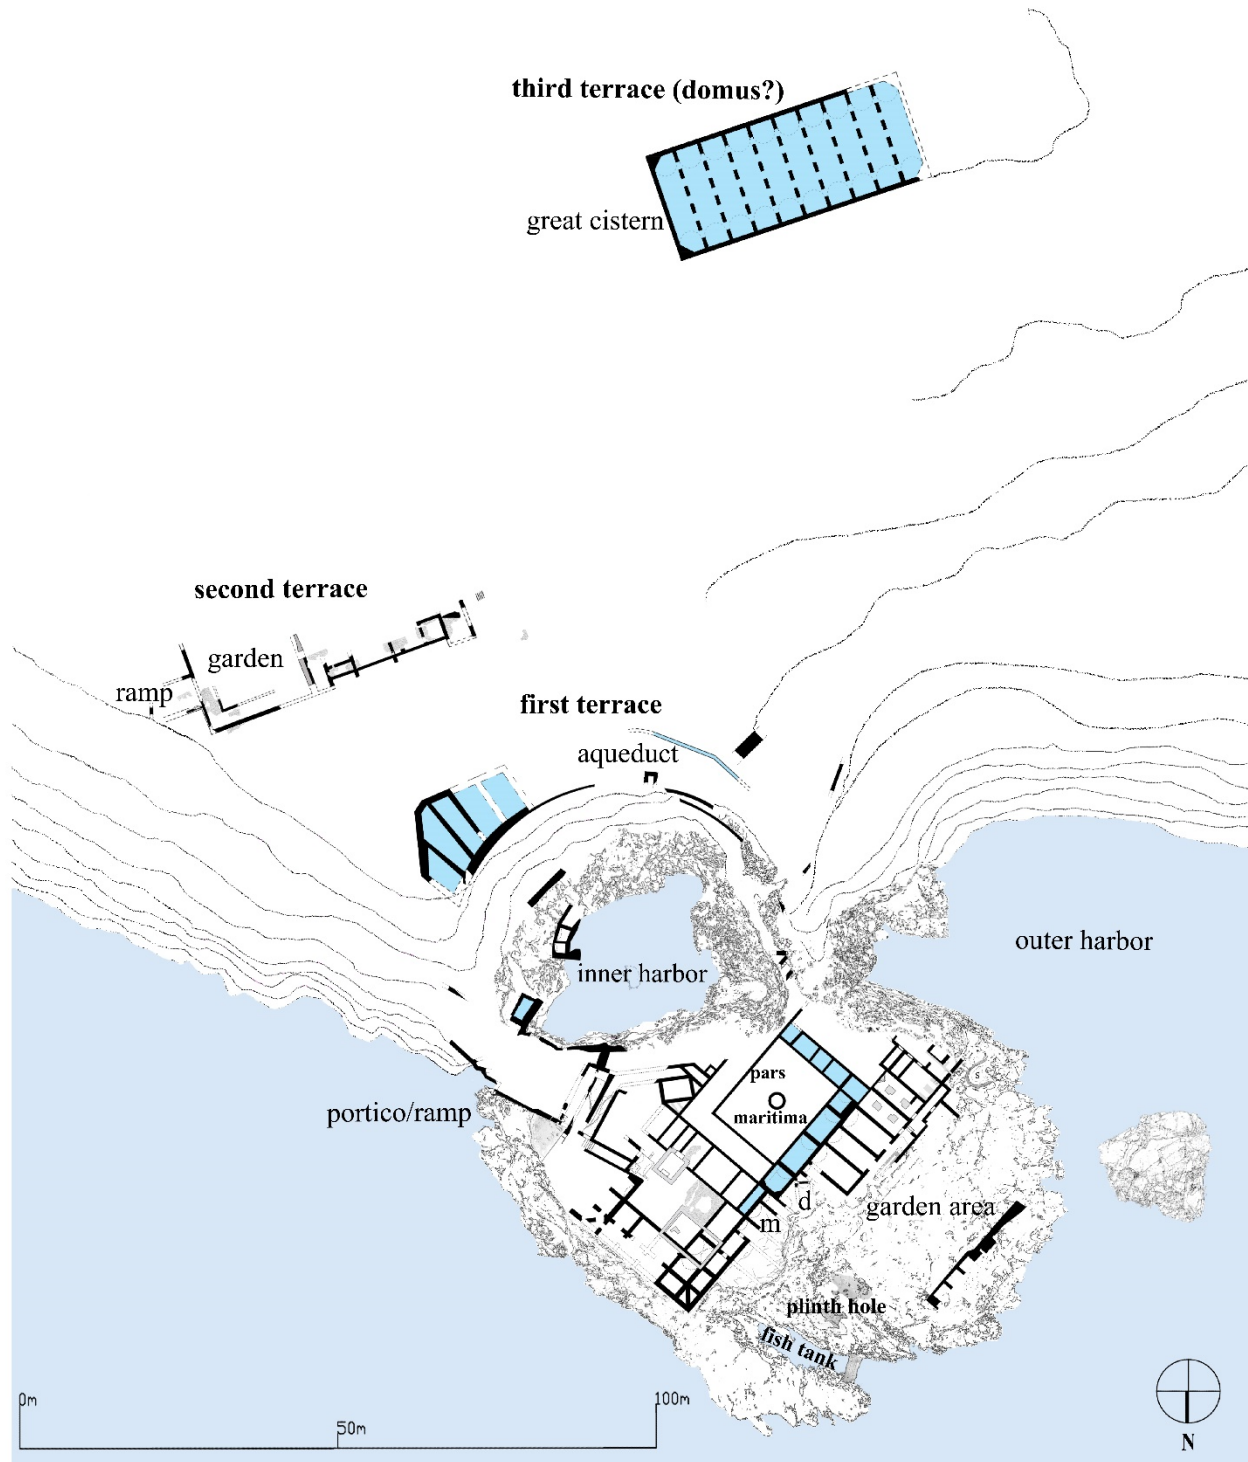 third terrace (domus?)
great cistern
second terrace
garden
ramp
first terrace
aqueduct
outer harbor
inner harbor
pars
maritima
s
portico/ramp
d
m
garden area
plinth hole
fish tank
0m
50m
100m
N